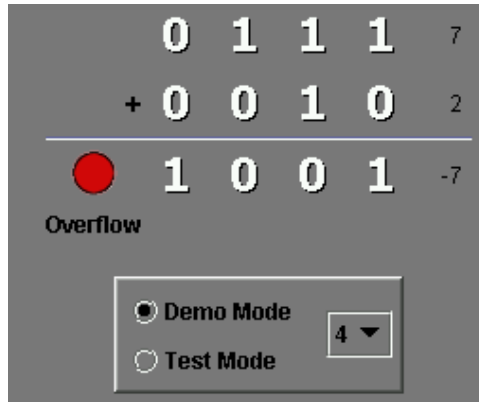 0 1 1 1 7
+ 0 0 1 0 2
1 0 0 1 -7
Overflow
Demo Mode
4
Test Mode